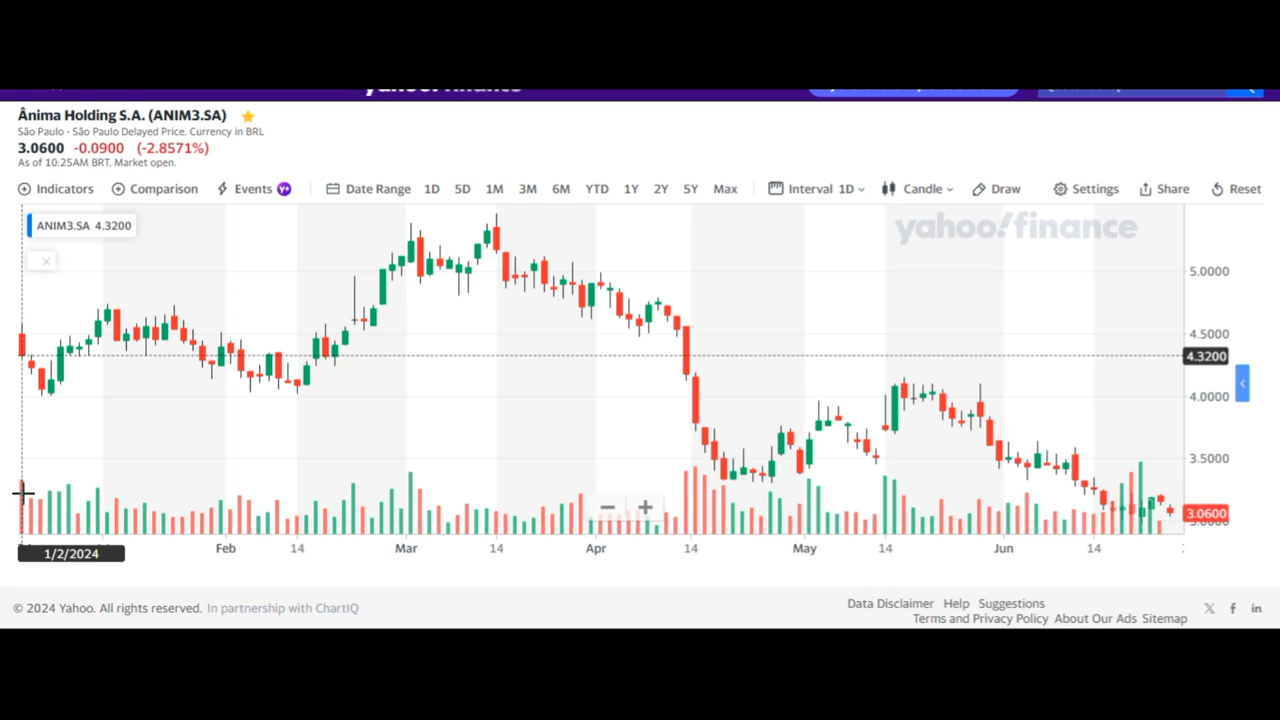 Ânima Holding S.A. (ANIM3.SA)
São Paulo - São Paulo Delayed Price. Currency in BRL
3.0600 -0.0900 (-2.8571%)
As of 10:25AM BRT. Market open.
Indicators Comparison Events Y+ Date Range 1D 5D 1M 3M 6M YTD 1Y 2Y 5Y Max Interval 1D Candle Draw Settings Share Reset
ANIM3.SA 4.3200
yahoo!finance
5.0000
4.5000
4.3200
4.0000
3.5000
3.0600
1/2/2024
Feb 14 Mar 14 Apr 14 May 14 Jun 14
© 2024 Yahoo. All rights reserved. In partnership with ChartIQ
Data Disclaimer Help Suggestions
Terms and Privacy Policy About Our Ads Sitemap